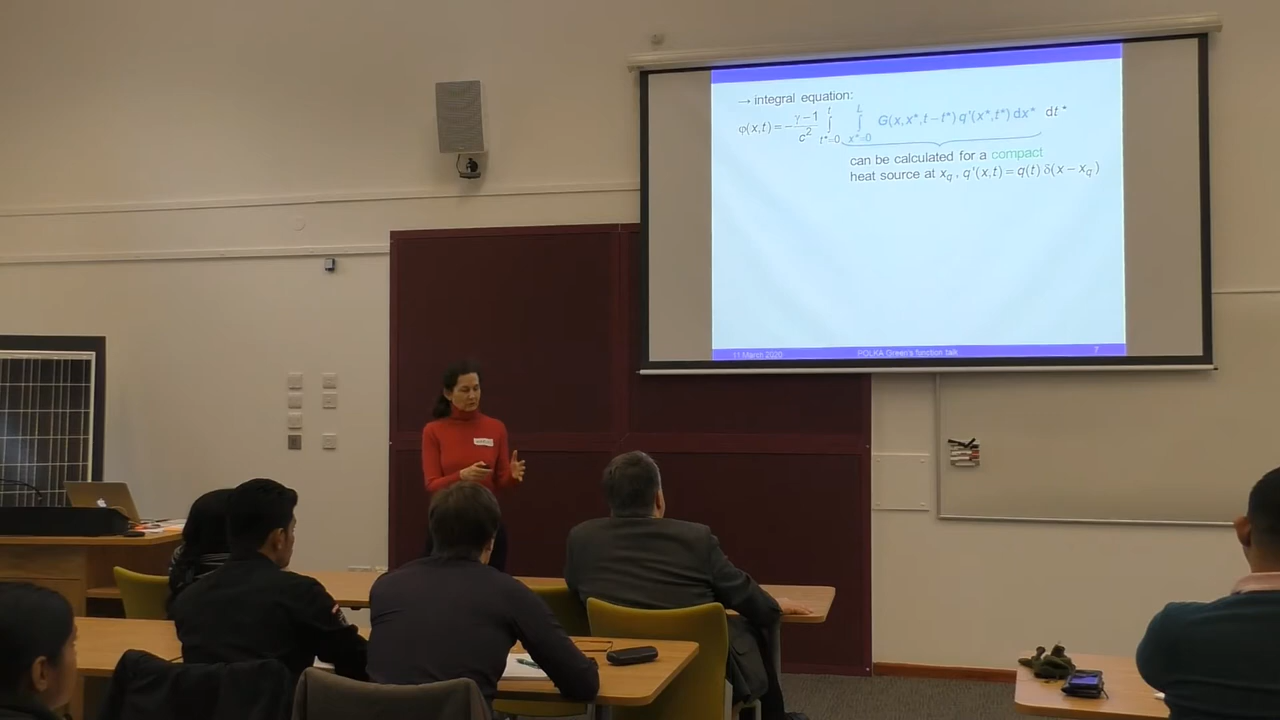 → integral equation:
φ(x,t) = − γ−1/c² ∫ t t*=0 ∫ L x*=0 G(x,x*,t−t*) q'(x*,t*) dx* dt*
can be calculated for a compact
heat source at x_q , q'(x,t) = q(t) δ(x−x_q)
11 March 2020 POLKA Green's function talk 7